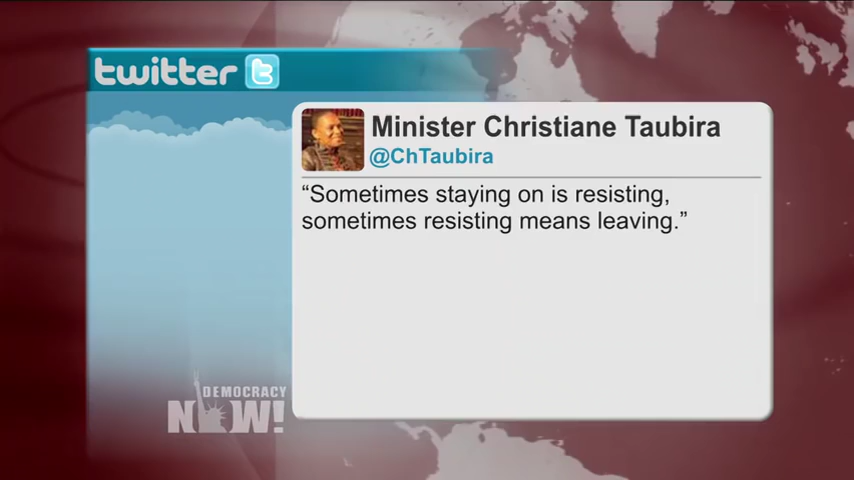 twitter
Minister Christiane Taubira
@ChTaubira
“Sometimes staying on is resisting,
sometimes resisting means leaving.”
DEMOCRACY
NOW!